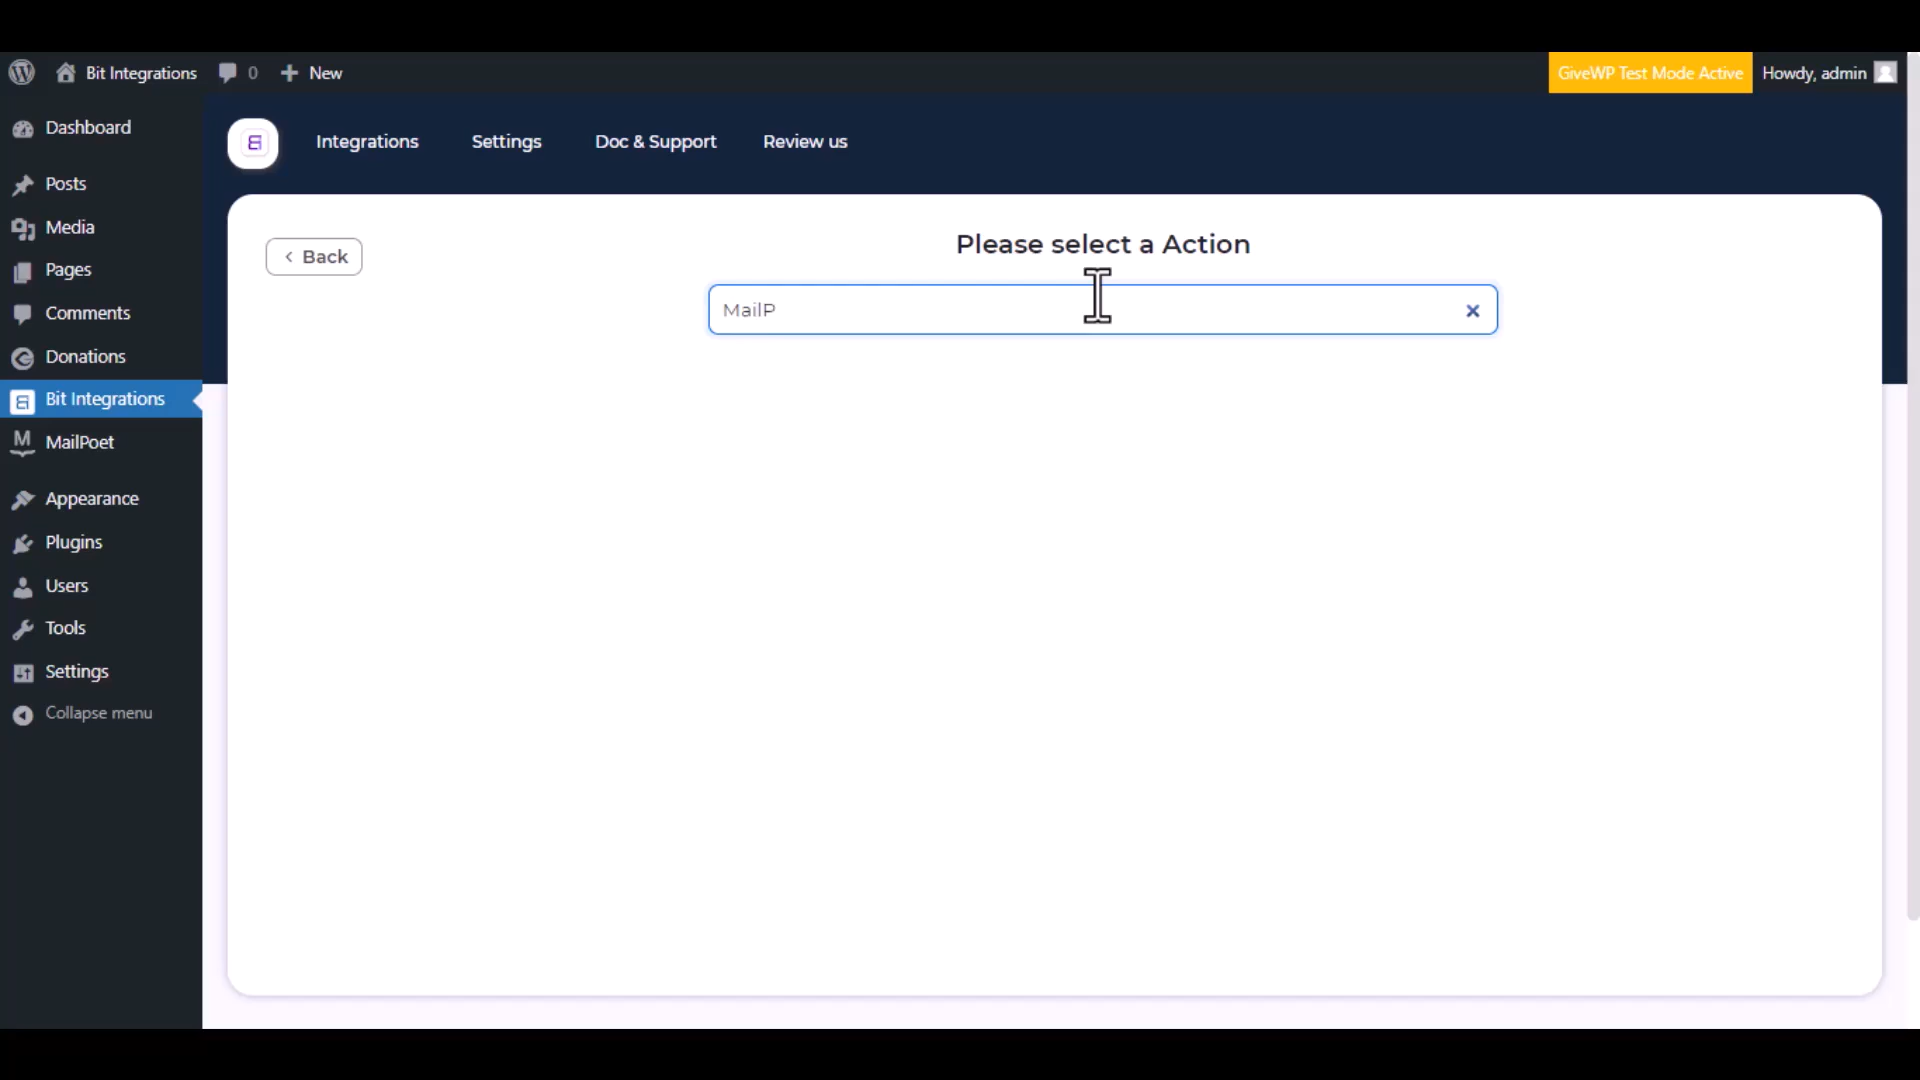 Bit Integrations
0
New
GiveWP Test Mode Active
Howdy, admin
Dashboard
Posts
Media
Pages
Comments
Donations
Bit Integrations
MailPoet
Appearance
Plugins
Users
Tools
Settings
Collapse menu
Integrations
Settings
Doc & Support
Review us
< Back
Please select a Action
MailP